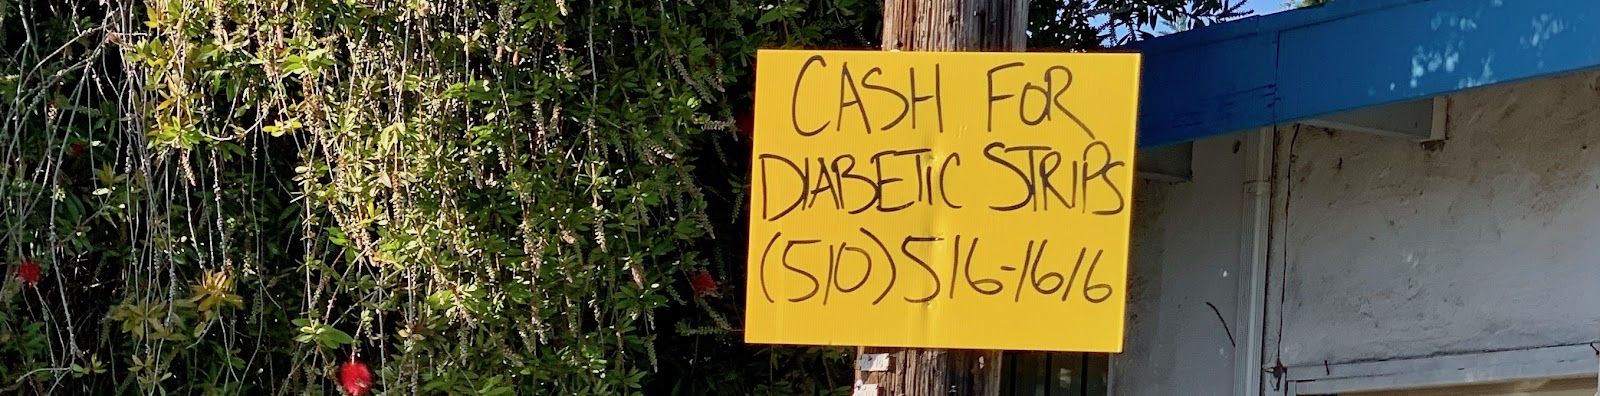 CASH FOR
DIABETIC STRIPS
(510)516-1616